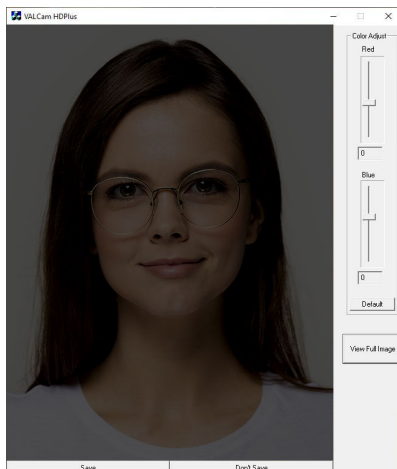 VALCam HDPlus
Color Adjust
Red
0
Blue
0
Default
View Full Image
Save
Don't Save